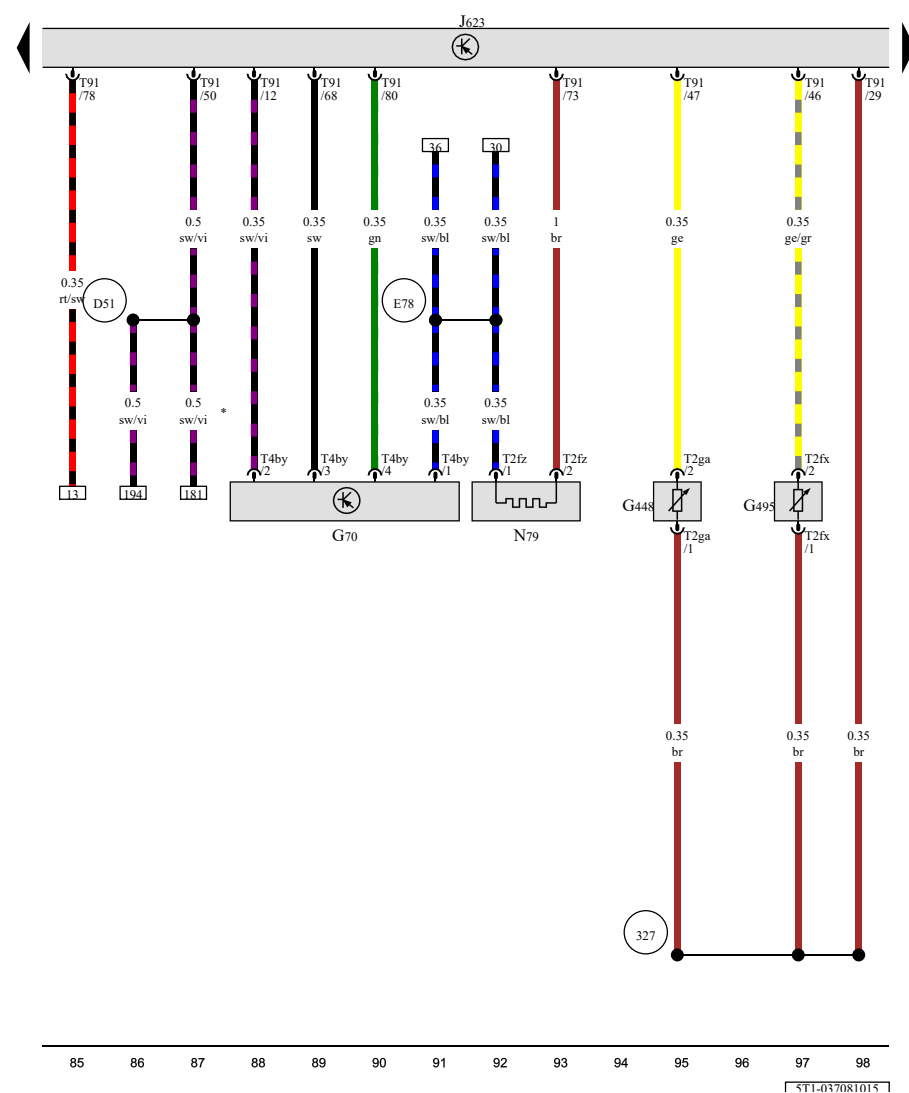 J623
T91 T91 T91 T91 T91 T91 T91 T91 T91
/78 /50 /12 /68 /80 /73 /47 /46 /29
36 30
0.5 0.35 0.35 0.35 0.35 0.35 1 0.35 0.35
sw/vi sw/vi sw gn sw/bl sw/bl br ge ge/gr
0.35
rt/sw D51 E78
0.5 0.5 0.35 0.35
sw/vi sw/vi * sw/bl sw/bl
T4by T4by T4by T4by T2fz T2fz T2ga T2fx
/2 /3 /4 /1 /1 /2 /2 /2
13 194 181
G448 G495
G70 N79 T2ga T2fx
/1 /1
0.35 0.35 0.35
br br br
327
85 86 87 88 89 90 91 92 93 94 95 96 97 98
5T1-037081015